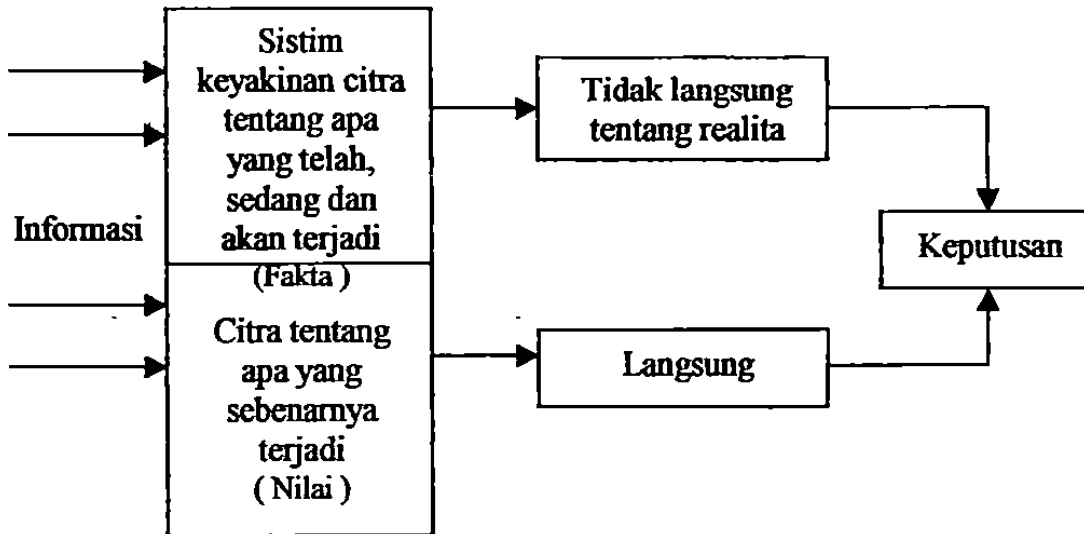 Informasi
Sistim
keyakinan citra
tentang apa
yang telah,
sedang dan
akan terjadi
(Fakta )
Citra tentang
apa yang
sebenarnya
terjadi
( Nilai )
Tidak langsung
tentang realita
Langsung
Keputusan